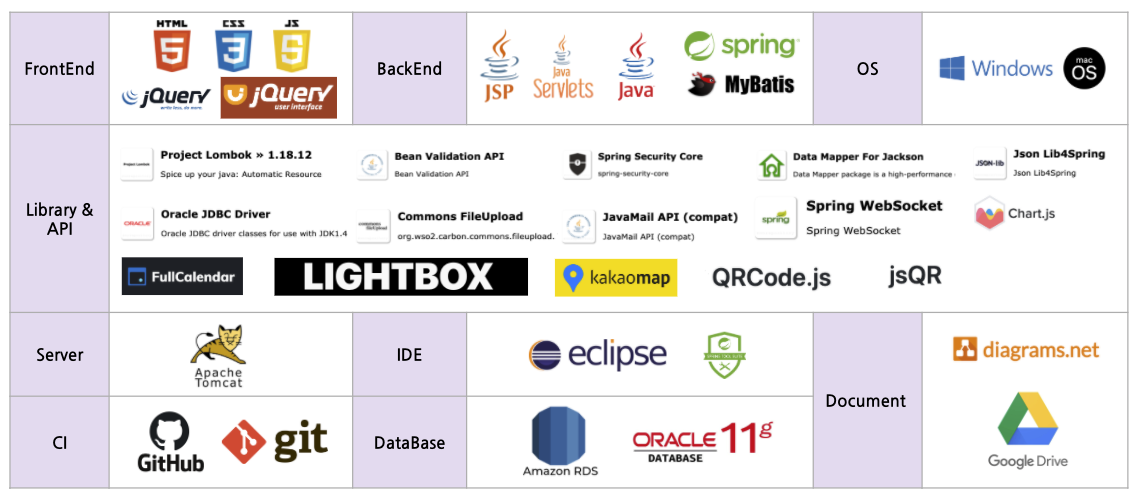 FrontEnd
HTML
5
CSS
3
JS
5
jQuery
write less, do more.
jQuery
user interface
BackEnd
JSP
Java
Servlets
Java
spring
MyBatis
OS
Windows
mac
OS
Library &
API
Project Lombok
Project Lombok » 1.18.12
Spice up your java: Automatic Resource
Bean Validation API
Bean Validation API
Spring Security Core
spring-security-core
Data Mapper For Jackson
Data Mapper package is a high-performance
JSON-lib
Json Lib4Spring
Json Lib4Spring
ORACLE
Oracle JDBC Driver
Oracle JDBC driver classes for use with JDK1.4
commons
FileUpload
Commons FileUpload
org.wso2.carbon.commons.fileupload.
JavaMail API (compat)
JavaMail API (compat)
spring
Spring WebSocket
Spring WebSocket
Chart.js
FullCalendar
LIGHTBOX
kakaomap
QRCode.js
jsQR
Server
Apache
Tomcat
IDE
eclipse
SPRING TOOL SUITE
Document
diagrams.net
Google Drive
CI
GitHub
git
DataBase
Amazon RDS
ORACLE 11g
DATABASE